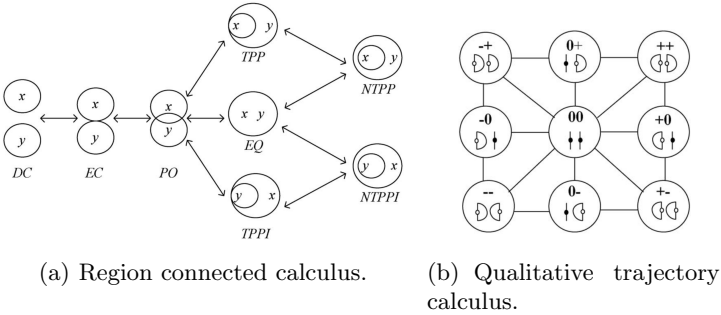 x y
TPP
x y
NTPP
x
y
DC
x
y
EC
x
y
PO
x y
EQ
y x
TPPI
y x
NTPPI
(a) Region connected calculus.
-+ 0+ ++
-0 00 +0
-- 0- +-
(b) Qualitative trajectory
calculus.